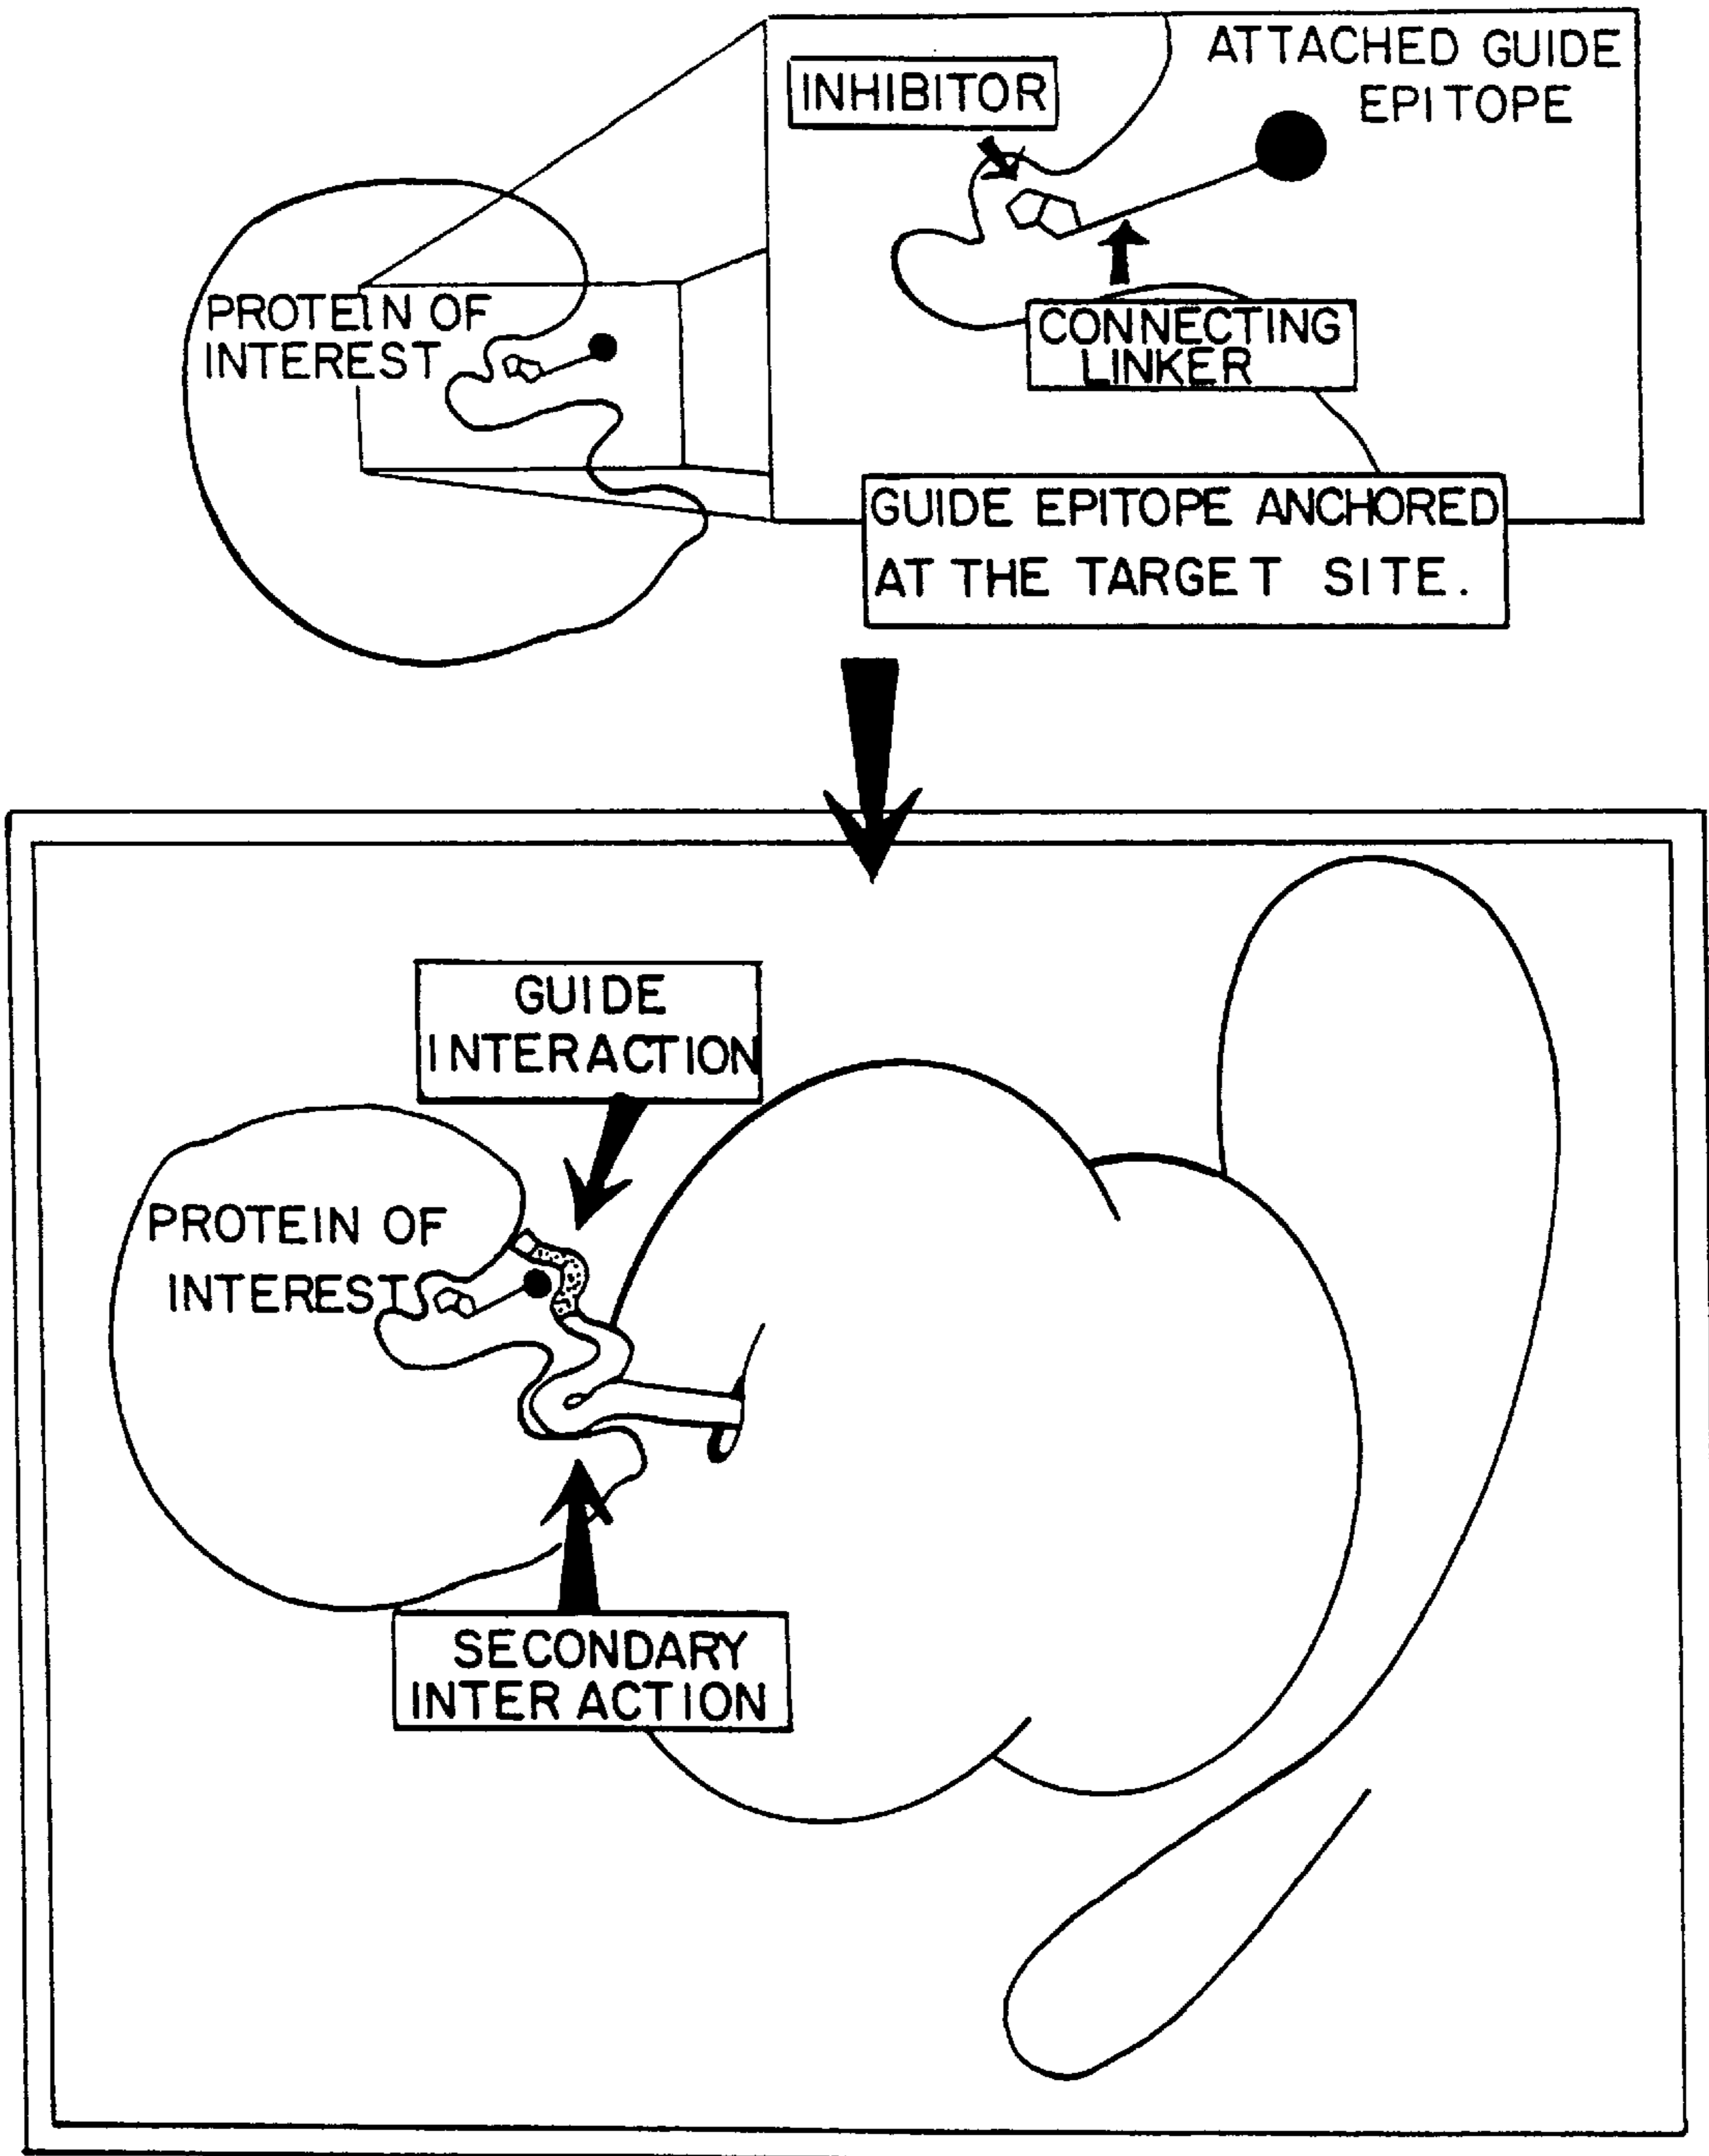 ATTACHED GUIDE
EPITOPE
INHIBITOR
PROTEIN OF
INTEREST
CONNECTING
LINKER
GUIDE EPITOPE ANCHORED
AT THE TARGET SITE.
GUIDE
INTERACTION
PROTEIN OF
INTEREST
SECONDARY
INTERACTION